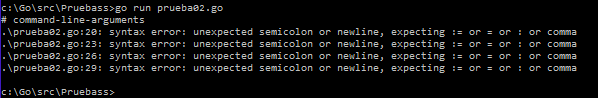 c:\Go\src\Pruebass>go run prueba02.go
# command-line-arguments
.\prueba02.go:20: syntax error: unexpected semicolon or newline, expecting := or = or : or comma
.\prueba02.go:23: syntax error: unexpected semicolon or newline, expecting := or = or : or comma
.\prueba02.go:26: syntax error: unexpected semicolon or newline, expecting := or = or : or comma
.\prueba02.go:29: syntax error: unexpected semicolon or newline, expecting := or = or : or comma
c:\Go\src\Pruebass>